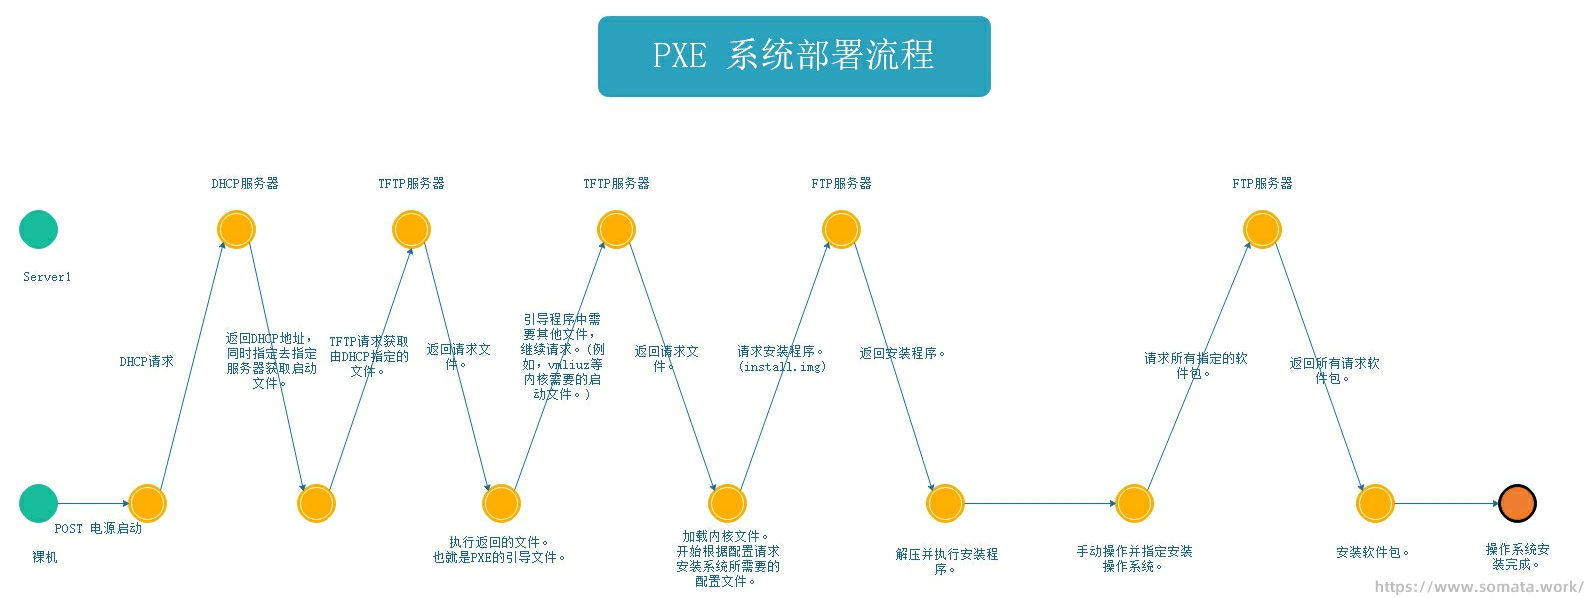 PXE 系统部署流程
DHCP服务器
TFTP服务器
TFTP服务器
FTP服务器
FTP服务器
Server1
DHCP请求
返回DHCP地址，
同时指定去指定
服务器获取启动
文件。
TFTP请求获取
由DHCP指定的
文件。
返回请求文
件。
引导程序中需
要其他文件，
继续请求。(例
如，vmliuz等
内核需要的启
动文件。)
返回请求文
件。
请求安装程序。
(install.img)
返回安装程序。
请求所有指定的软
件包。
返回所有请求软
件包。
POST 电源启动
裸机
执行返回的文件。
也就是PXE的引导文件。
加载内核文件。
开始根据配置请求
安装系统所需要的
配置文件。
解压并执行安装程
序。
手动操作并指定安装
操作系统。
安装软件包。
操作系统安
装完成。
https://www.somata.work/